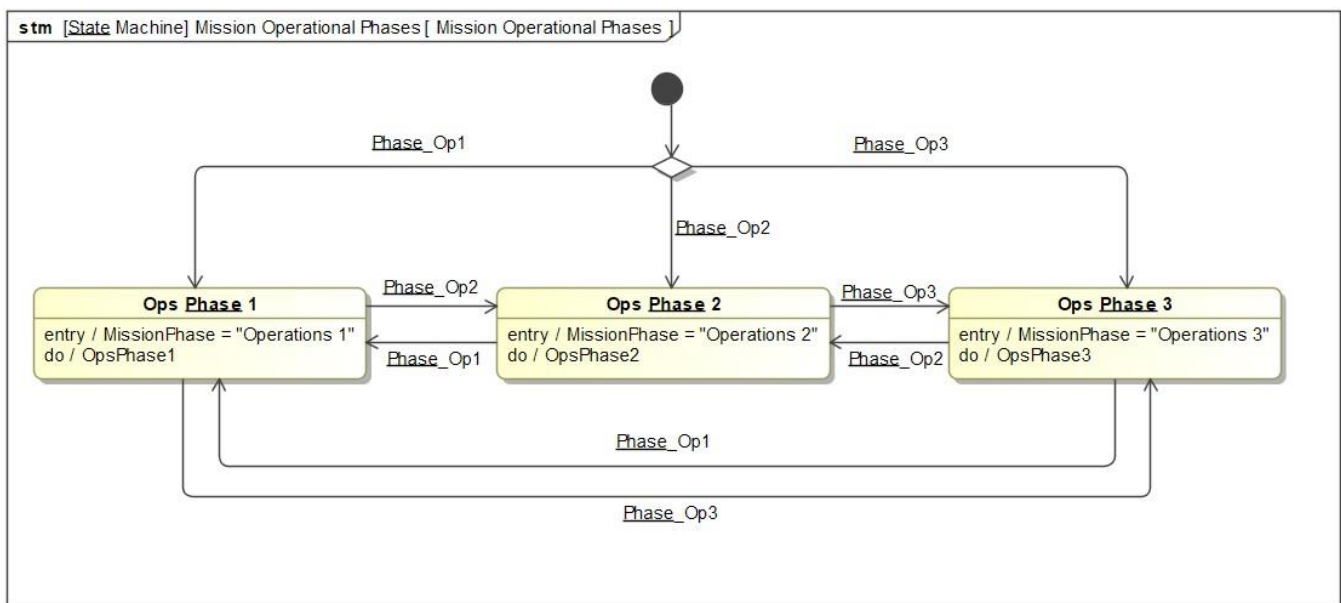 stm [State Machine] Mission Operational Phases [ Mission Operational Phases ]
Phase_Op1
Phase_Op3
Phase_Op2
Ops Phase 1
entry / MissionPhase = "Operations 1"
do / OpsPhase1
Phase_Op2
Phase_Op1
Ops Phase 2
entry / MissionPhase = "Operations 2"
do / OpsPhase2
Phase_Op3
Phase_Op2
Ops Phase 3
entry / MissionPhase = "Operations 3"
do / OpsPhase3
Phase_Op1
Phase_Op3